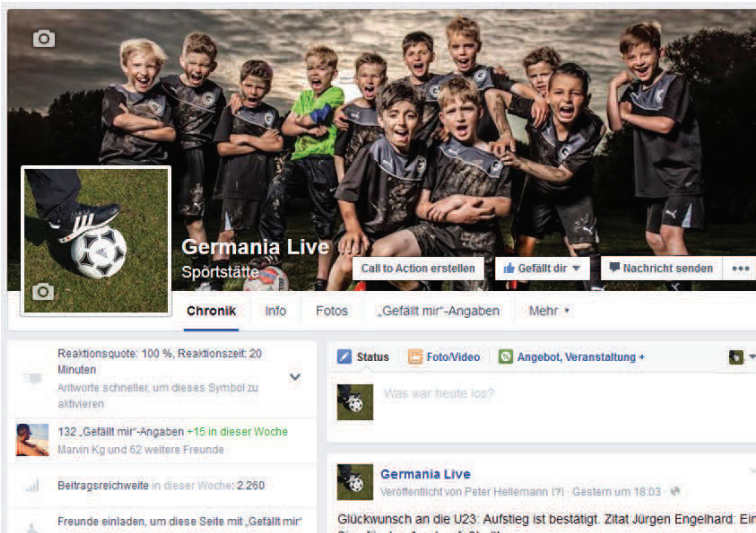 Germania Live
Sportstätte
Call to Action erstellen
Gefällt dir
Nachricht senden
Chronik
Info
Fotos
„Gefällt mir“-Angaben
Mehr
Reaktionsquote: 100 %, Reaktionszeit: 20
Minuten
Antworte schneller, um dieses Symbol zu
aktivieren
132 „Gefällt mir“-Angaben +15 in dieser Woche
Marvin Kg und 62 weitere Freunde
Beitragsreichweite in dieser Woche: 2.260
Freunde einladen, um diese Seite mit „Gefällt mir“
Status
Foto/Video
Angebot, Veranstaltung +
Was war heute los?
Germania Live
Veröffentlicht von Peter Hellemann [?] · Gestern um 18:03 ·
Glückwunsch an die U23: Aufstieg ist bestätigt. Zitat Jürgen Engelhard: Ein